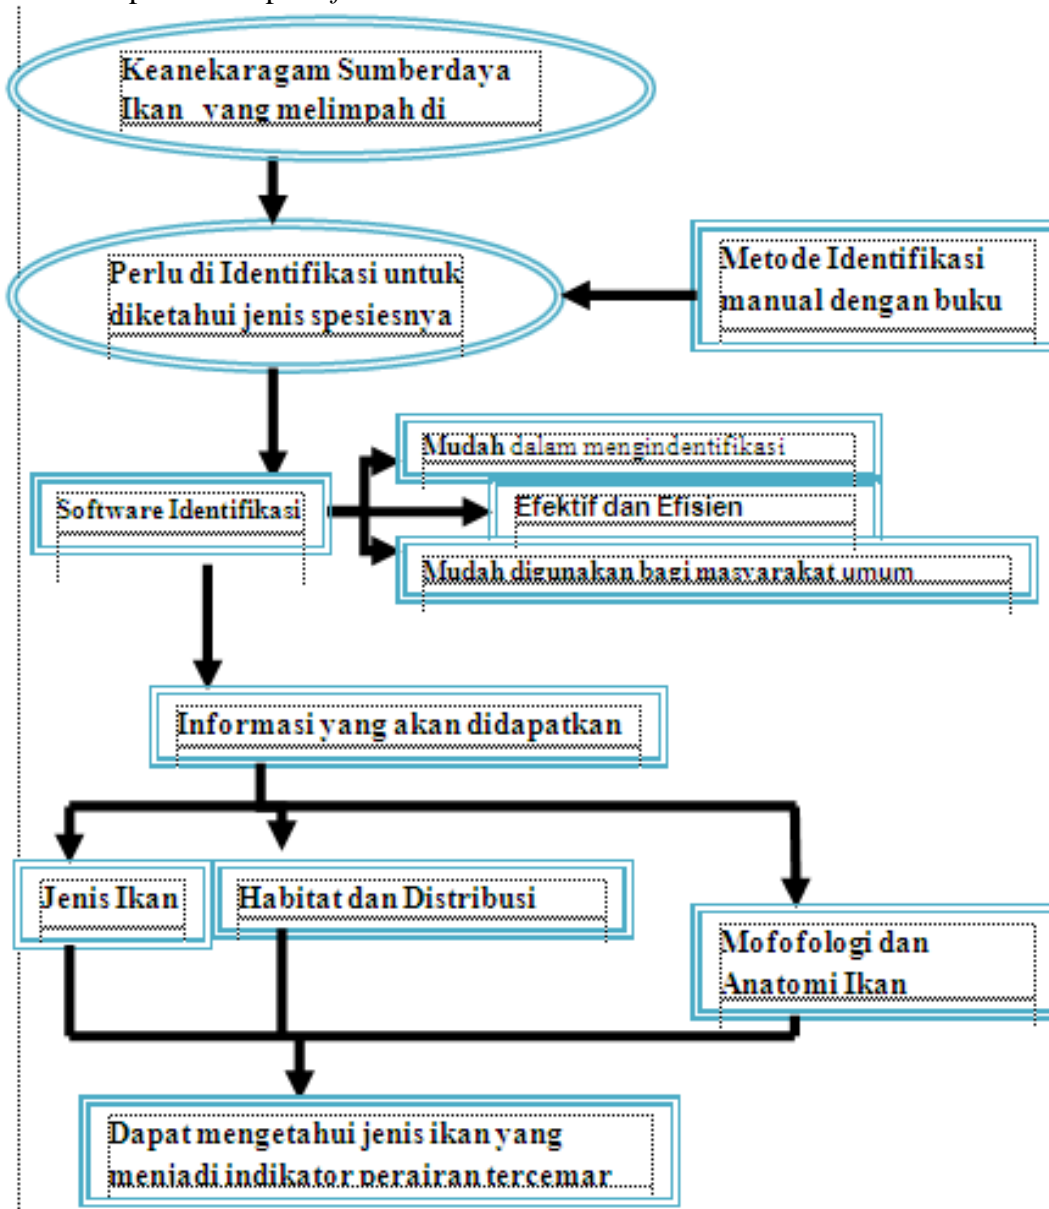 Keanekaragam Sumberdaya
Ikan yang melimpah di
Perlu di Identifikasi untuk
diketahui jenis spesiesnya
Metode Identifikasi
manual dengan buku
Mudah dalam mengindentifikasi
Software Identifikasi
Efektif dan Efisien
Mudah digunakan bagi masyarakat umum
Informasi yang akan didapatkan
Jenis Ikan
Habitat dan Distribusi
Mofofologi dan
Anatomi Ikan
Dapat mengetahui jenis ikan yang
menjadi indikator perairan tercemar